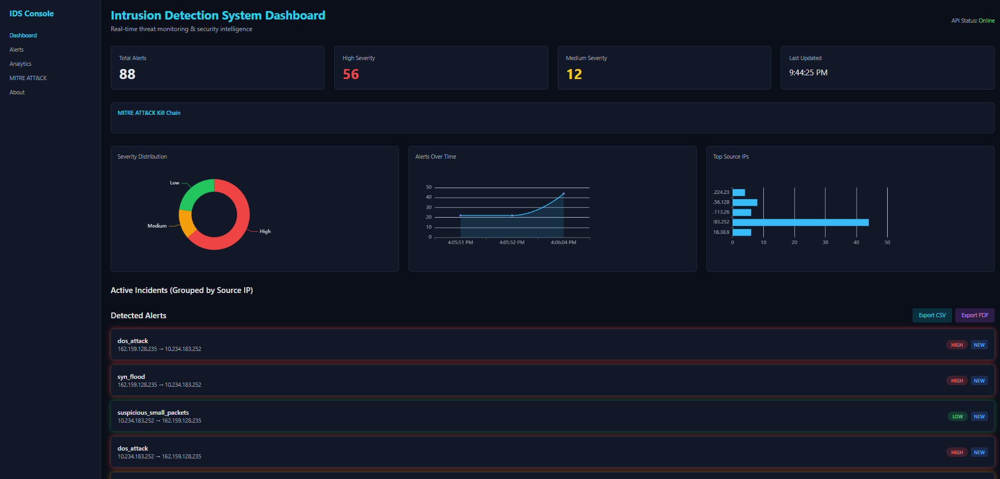 IDS Console
Dashboard
Alerts
Analytics
MITRE ATT&CK
About
Intrusion Detection System Dashboard
Real-time threat monitoring & security intelligence
API Status: Online
Total Alerts
88
High Severity
56
Medium Severity
12
Last Updated
9:44:25 PM
MITRE ATT&CK Kill Chain
Severity Distribution
Low
Medium
High
Alerts Over Time
50
40
30
20
10
0
4:05:51 PM 4:05:52 PM 4:06:04 PM
Top Source IPs
.224.23
.56.128
.113.26
83.252
18.38.9
0 10 20 30 40 50
Active Incidents (Grouped by Source IP)
Detected Alerts
Export CSV Export PDF
dos_attack
162.159.128.235 → 10.234.183.252
HIGH NEW
syn_flood
162.159.128.235 → 10.234.183.252
HIGH NEW
suspicious_small_packets
10.234.183.252 → 162.159.128.235
LOW NEW
dos_attack
10.234.183.252 → 162.159.128.235
HIGH NEW